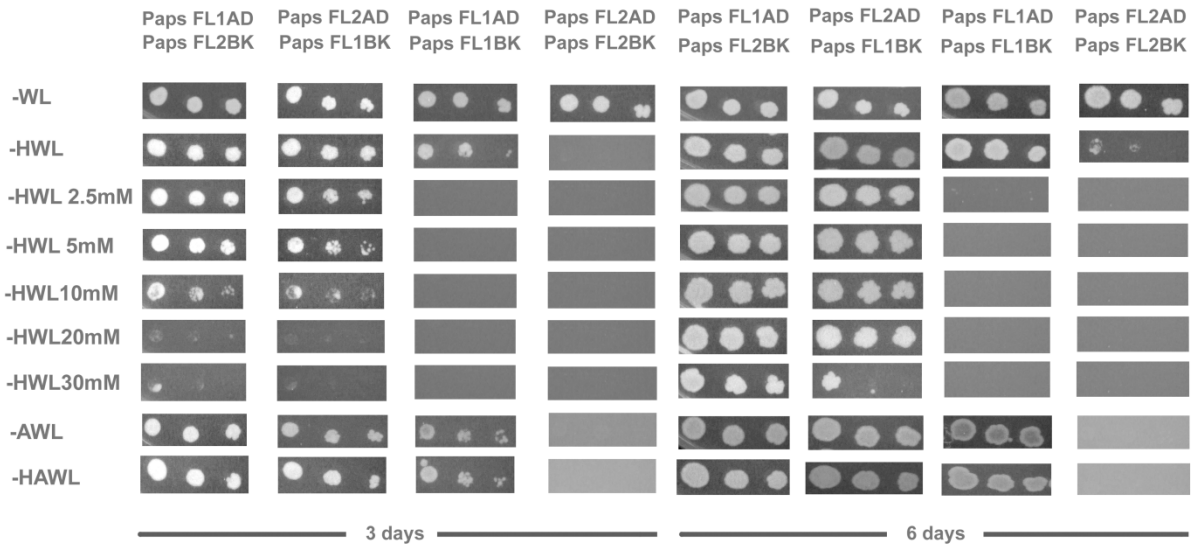 Paps FL1AD Paps FL2AD Paps FL1AD Paps FL2AD Paps FL1AD Paps FL2AD Paps FL1AD Paps FL2AD
Paps FL2BK Paps FL1BK Paps FL1BK Paps FL2BK Paps FL2BK Paps FL1BK Paps FL1BK Paps FL2BK
-WL
-HWL
-HWL 2.5mM
-HWL 5mM
-HWL10mM
-HWL20mM
-HWL30mM
-AWL
-HAWL
3 days 6 days